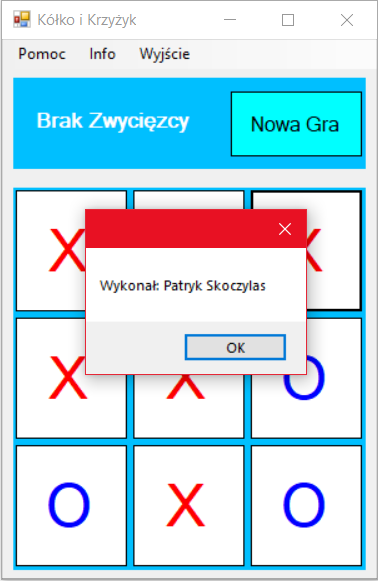 Kółko i Krzyżyk
Pomoc Info Wyjście
Brak Zwycięzcy
Nowa Gra
X X
Wykonał: Patryk Skoczylas
OK
X X O
O X O